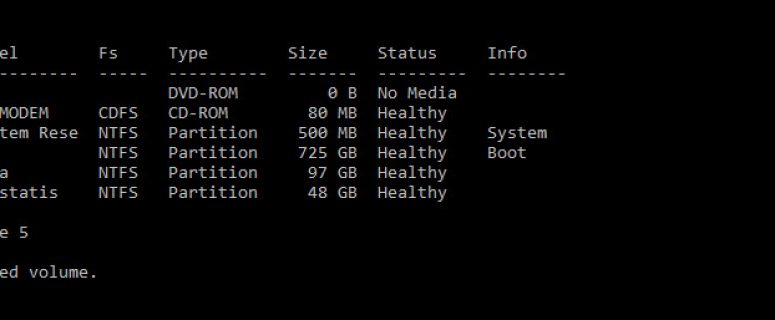 el Fs Type Size Status Info
-------- ----- ---------- ------- --------- --------
DVD-ROM 0 B No Media
MODEM CDFS CD-ROM 80 MB Healthy
tem Rese NTFS Partition 500 MB Healthy System
NTFS Partition 725 GB Healthy Boot
a NTFS Partition 97 GB Healthy
statis NTFS Partition 48 GB Healthy
e 5
ed volume.